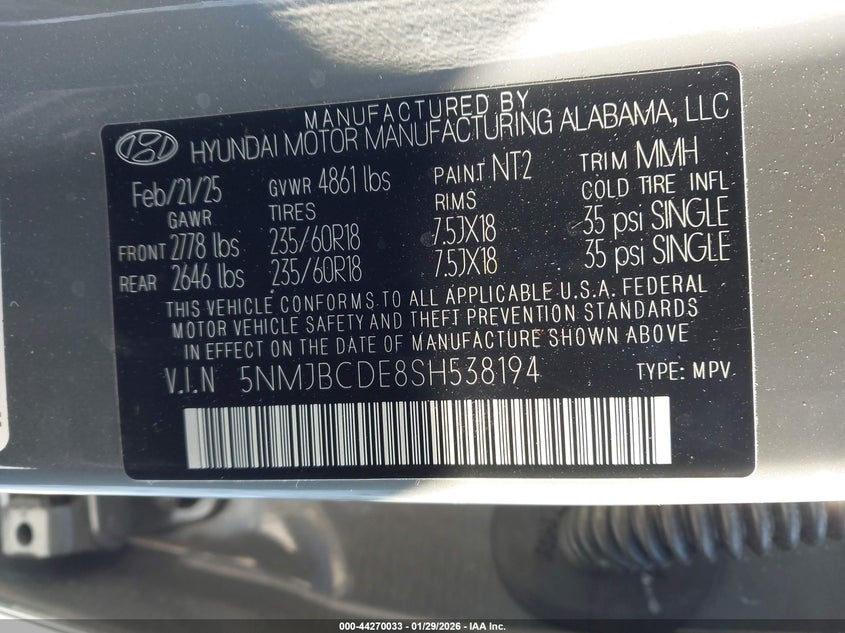 MANUFACTURED BY
HYUNDAI MOTOR MANUFACTURING ALABAMA, LLC
Feb/21/25 GVWR 4861 lbs PAINT NT2 TRIM MMH
GAWR TIRES RIMS COLD TIRE INFL
FRONT 2778 lbs 235/60R18 7.5JX18 35 psi SINGLE
REAR 2646 lbs 235/60R18 7.5JX18 35 psi SINGLE
THIS VEHICLE CONFORMS TO ALL APPLICABLE U.S.A. FEDERAL
MOTOR VEHICLE SAFETY AND THEFT PREVENTION STANDARDS
IN EFFECT ON THE DATE OF MANUFACTURE SHOWN ABOVE
V.I.N 5NMJBCDE8SH538194 TYPE: MPV
000-44270033 - 01/29/2026 - IAA Inc.